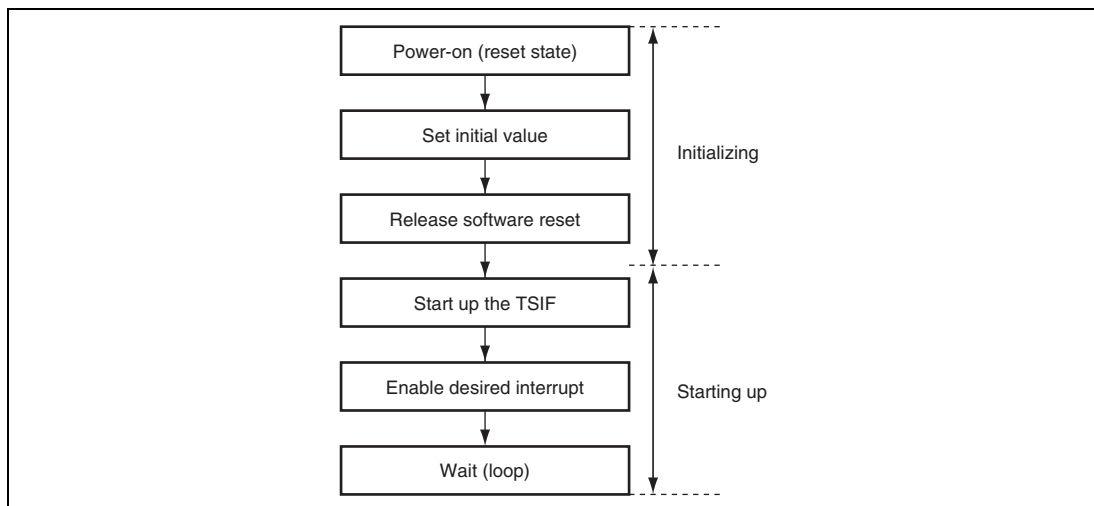 Power-on (reset state)
Set initial value
Initializing
Release software reset
Start up the TSIF
Enable desired interrupt
Starting up
Wait (loop)